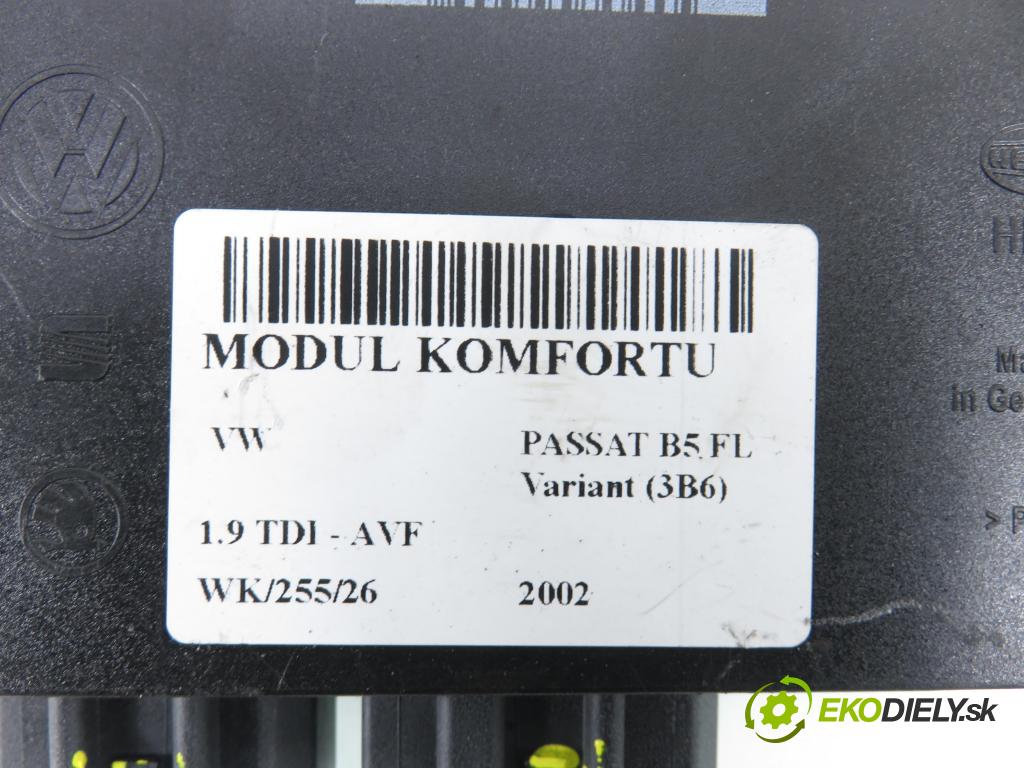 MODUL KOMFORTU
VW
PASSAT B5 FL
Variant (3B6)
1.9 TDI - AVF
WK/255/26
2002
in Ge
EKODIELY.sk